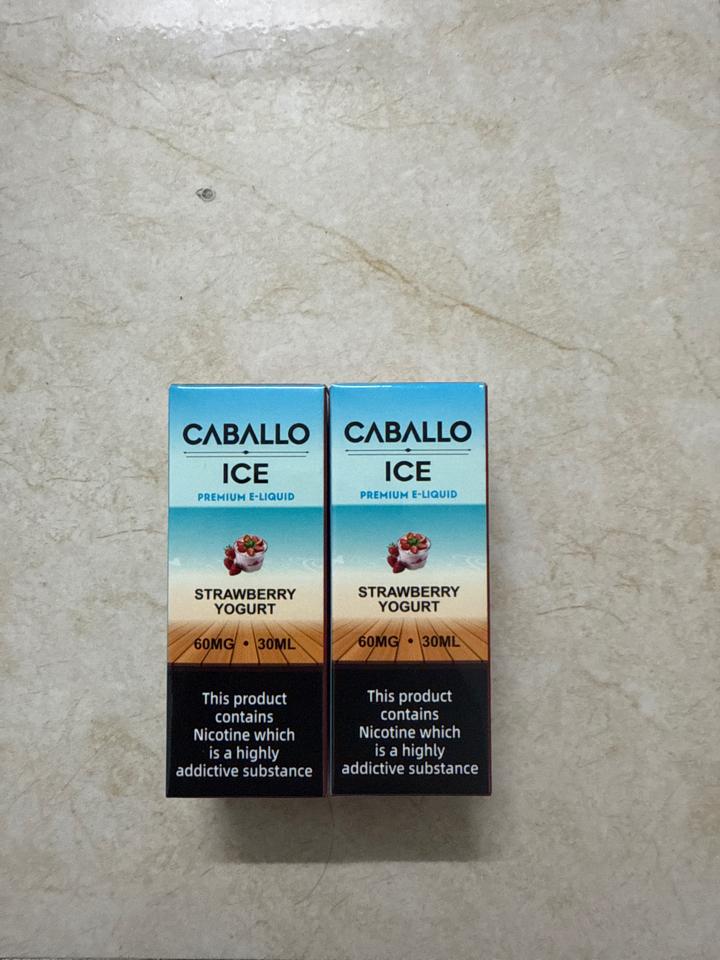 CABALLO
ICE
PREMIUM E-LIQUID
STRAWBERRY
YOGURT
60MG • 30ML
This product
contains
Nicotine which
is a highly
addictive substance
CABALLO
ICE
PREMIUM E-LIQUID
STRAWBERRY
YOGURT
60MG • 30ML
This product
contains
Nicotine which
is a highly
addictive substance